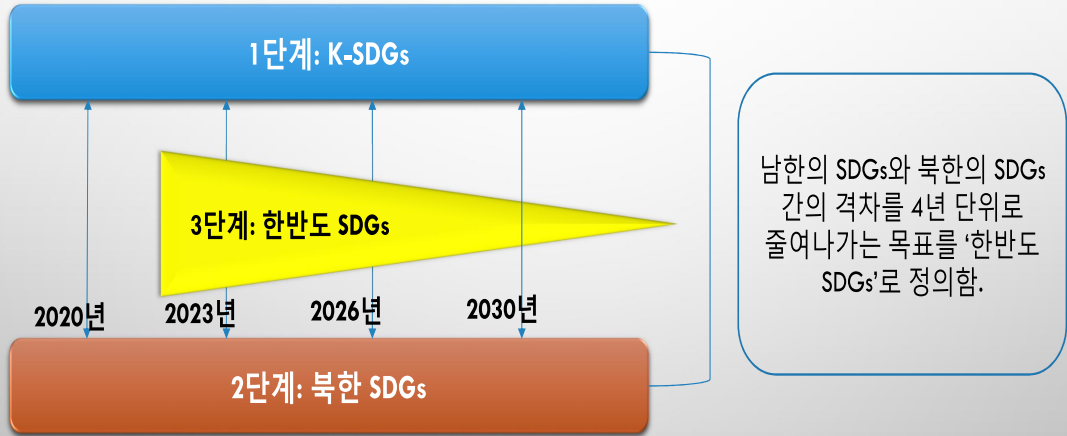 1단계: K-SDGs
3단계: 한반도 SDGs
2020년
2023년
2026년
2030년
2단계: 북한 SDGs
남한의 SDGs와 북한의 SDGs
간의 격차를 4년 단위로
줄여나가는 목표를 ‘한반도
SDGs’로 정의함.